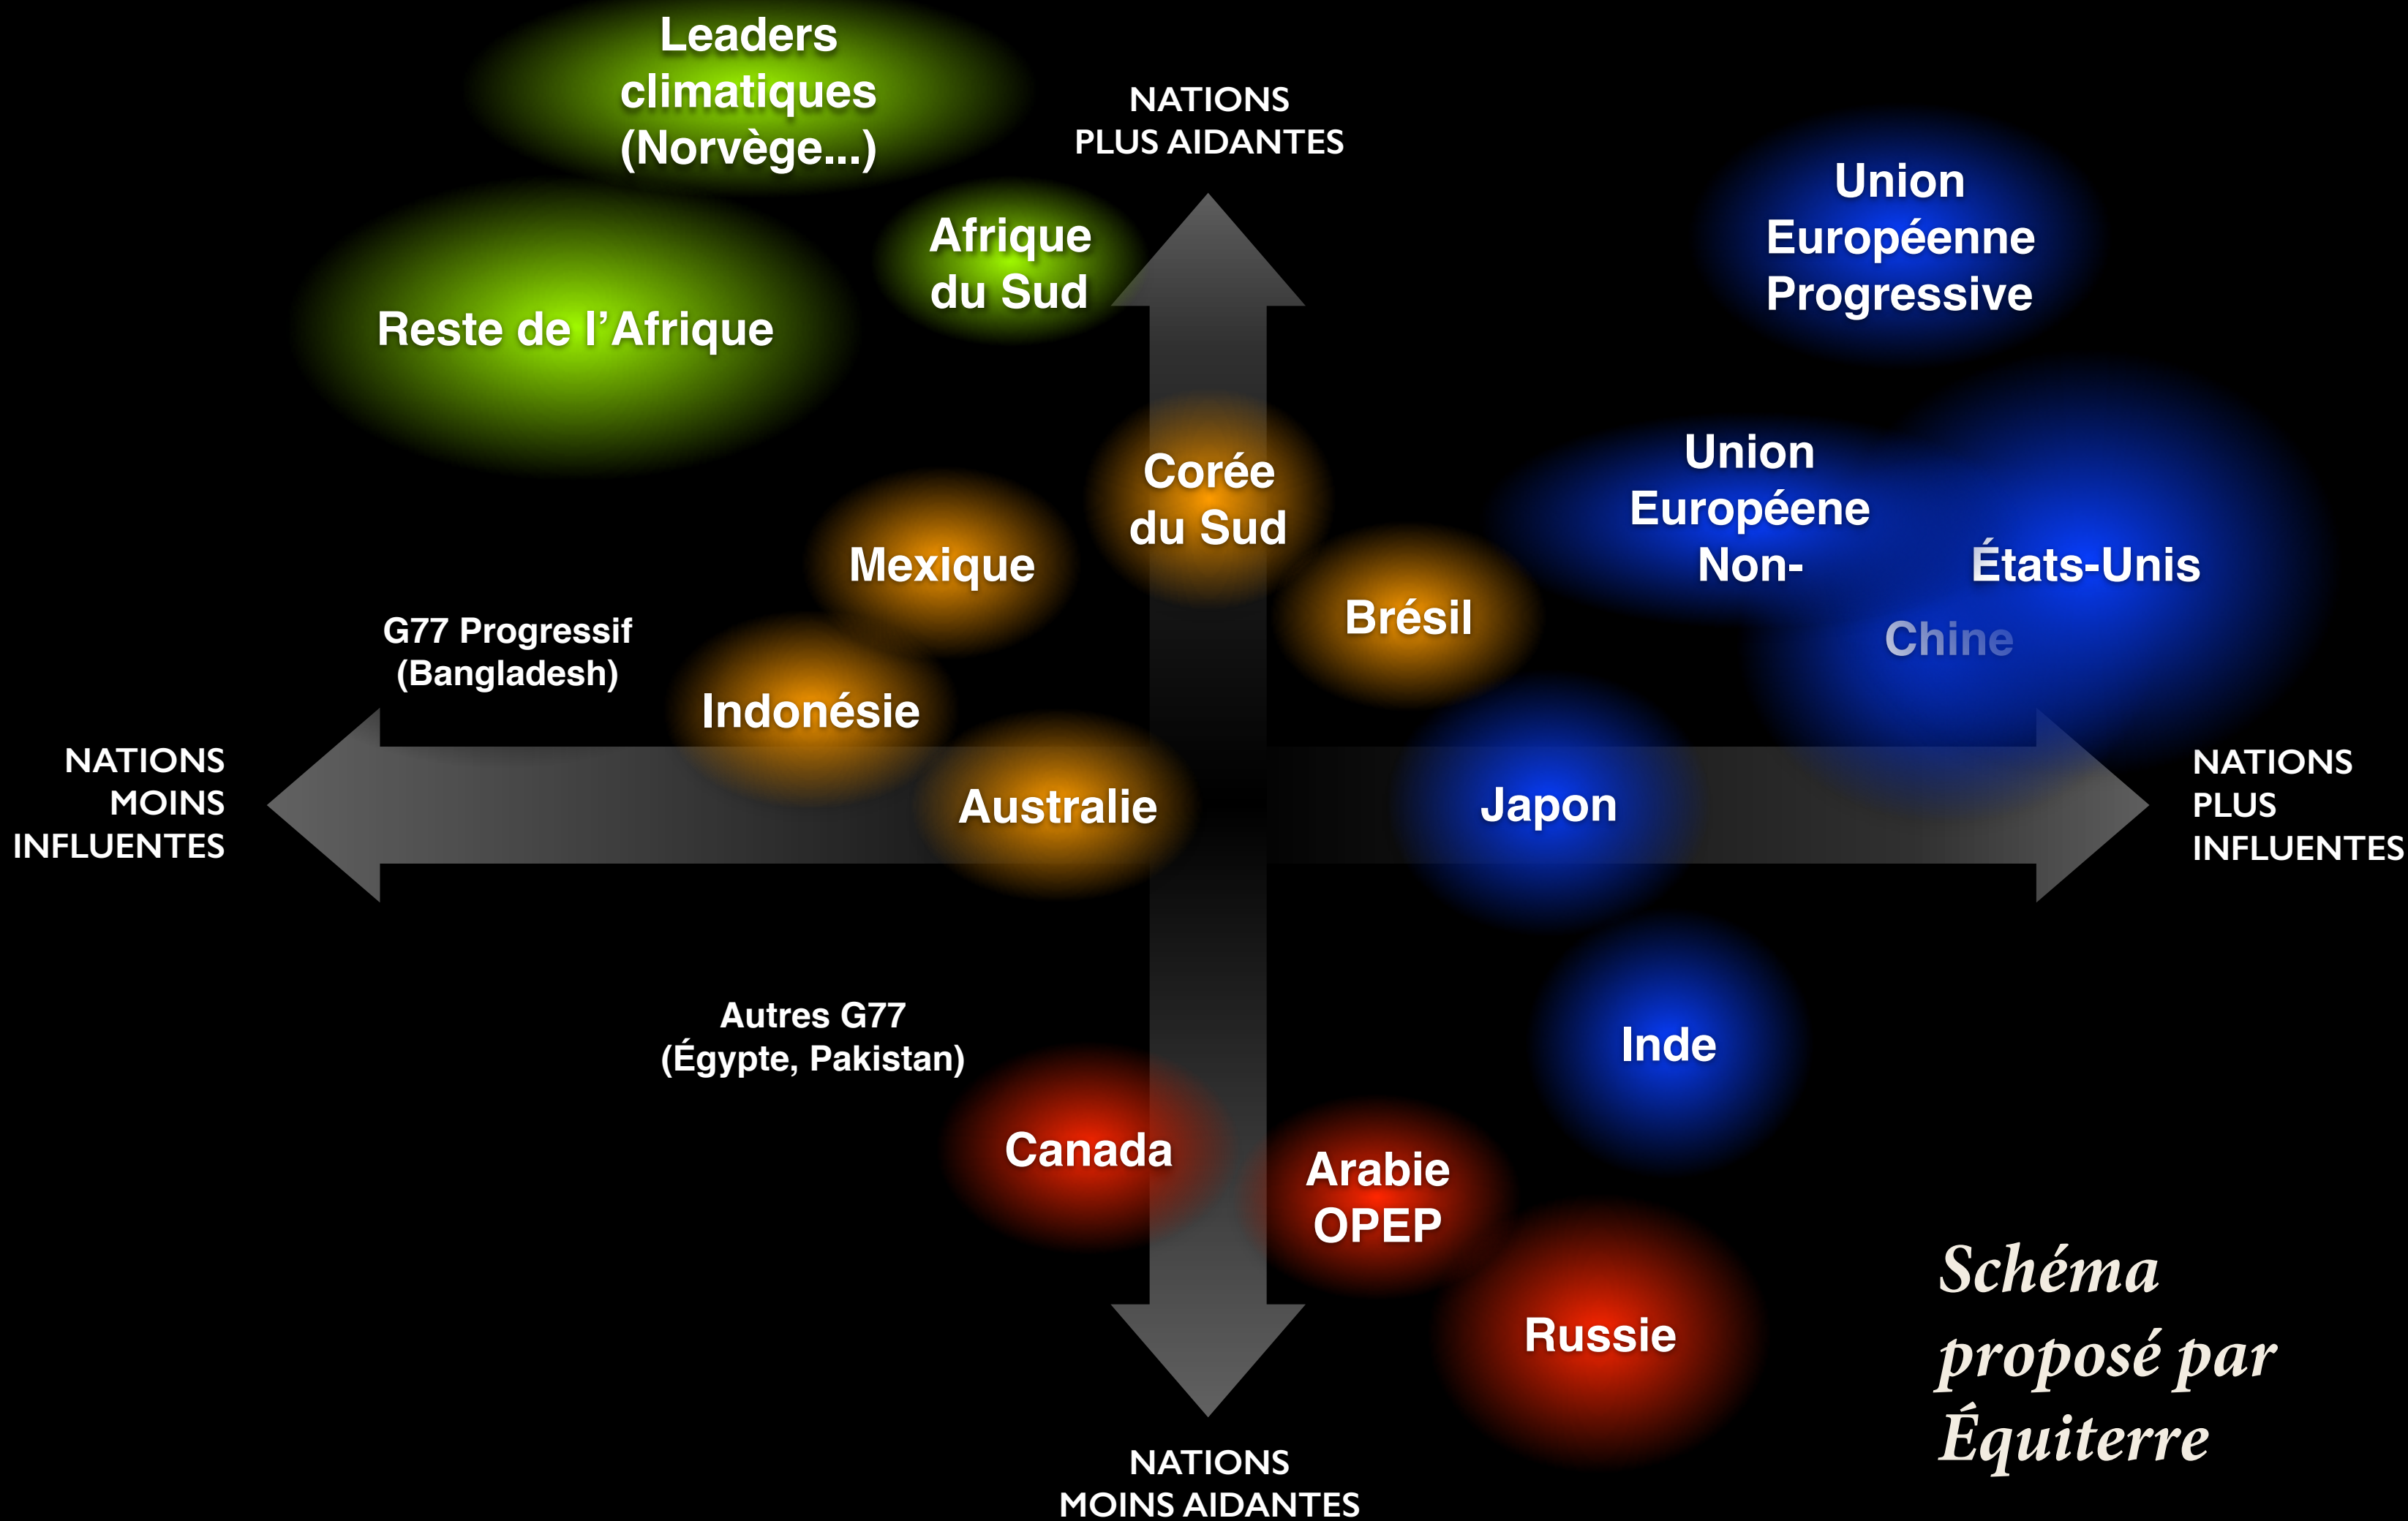 Leaders
climatiques
(Norvège...)
NATIONS
PLUS AIDANTES
Union
Européenne
Progressive
Afrique
du Sud
Reste de l’Afrique
Corée
du Sud
Union
Européene
Non-
Mexique
États-Unis
Brésil
Chine
G77 Progressif
(Bangladesh)
Indonésie
NATIONS
MOINS
INFLUENTES
Australie
Japon
NATIONS
PLUS
INFLUENTES
Autres G77
(Égypte, Pakistan)
Inde
Canada
Arabie
OPEP
Russie
Schéma
proposé par
Équiterre
NATIONS
MOINS AIDANTES